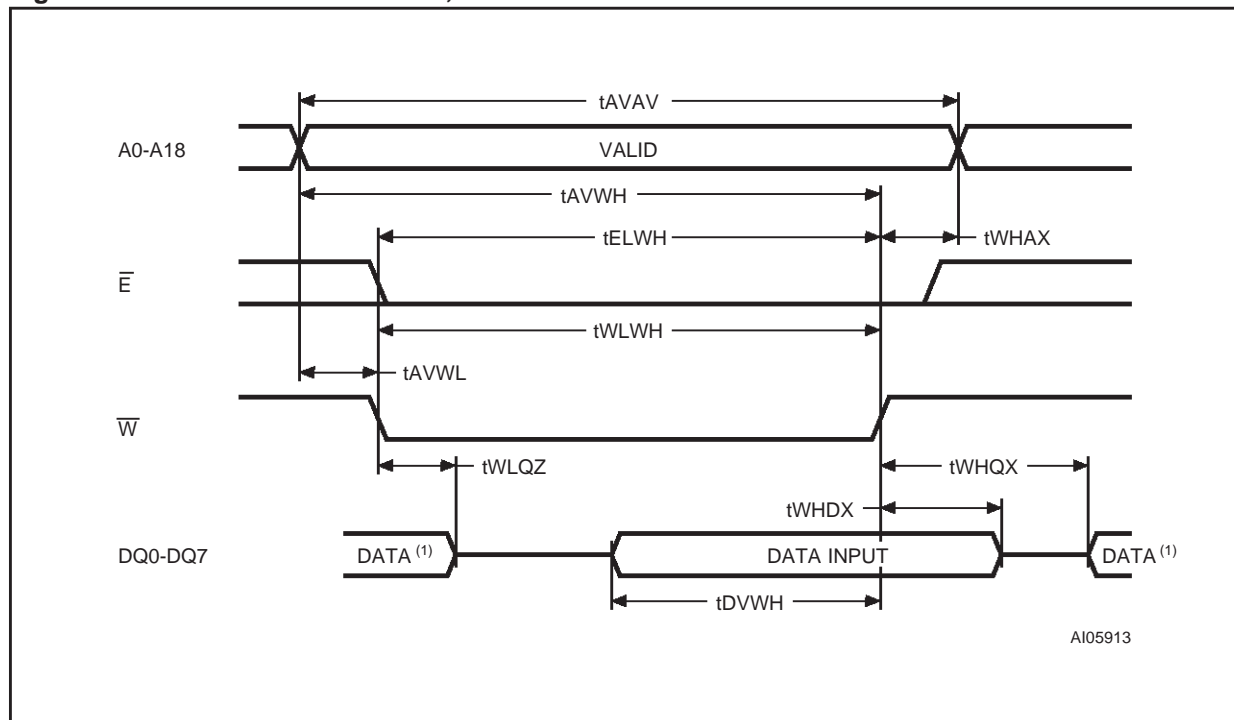 tAVAV
A0-A18
VALID
tAVWH
tELWH
tWHAX
E̅
tWLWH
tAVWL
W̅
tWLQZ
tWHQX
tWHDX
DQ0-DQ7
DATA (1)
DATA INPUT
DATA (1)
tDVWH
AI05913